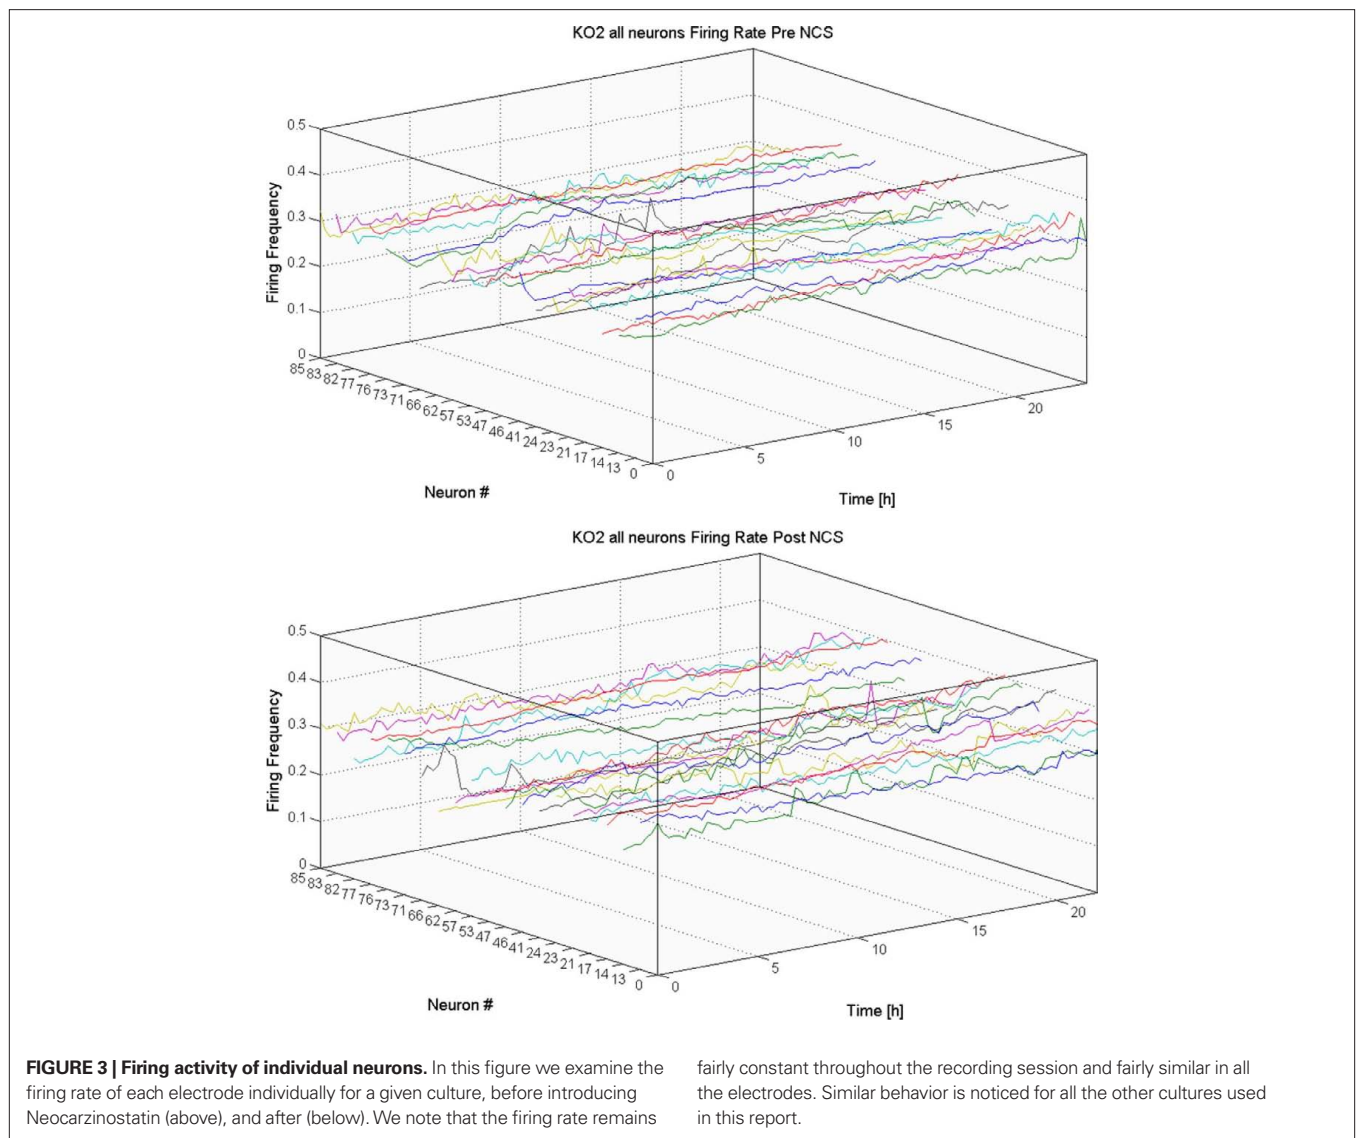 KO2 all neurons Firing Rate Pre NCS
0.5
0.4
0.3
0.2
0.1
0
Firing Frequency
85 83 82 77 76 73 71 66 62 57 53 47 46 41 24 23 21 17 14 13 0
Neuron #
0 5 10 15 20
Time [h]
KO2 all neurons Firing Rate Post NCS
0.5
0.4
0.3
0.2
0.1
0
Firing Frequency
85 83 82 77 76 73 71 66 62 57 53 47 46 41 24 23 21 17 14 13 0
Neuron #
0 5 10 15 20
Time [h]
FIGURE 3 | Firing activity of individual neurons. In this figure we examine the
firing rate of each electrode individually for a given culture, before introducing
Neocarzinostatin (above), and after (below). We note that the firing rate remains
fairly constant throughout the recording session and fairly similar in all
the electrodes. Similar behavior is noticed for all the other cultures used
in this report.